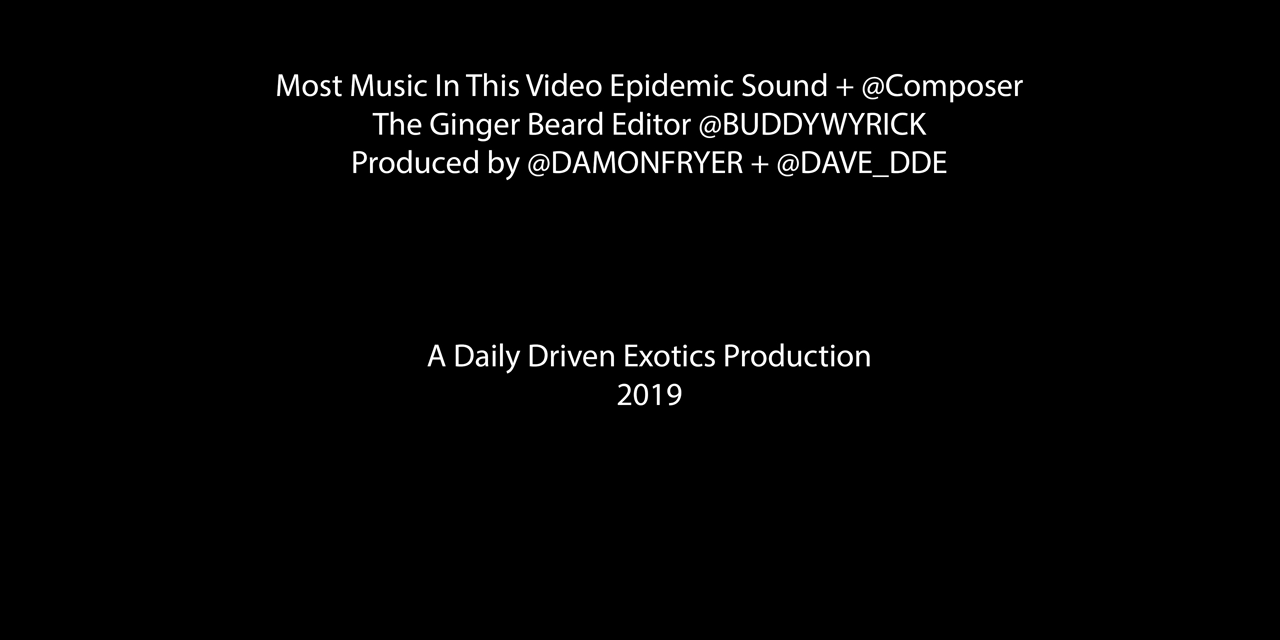 Most Music In This Video Epidemic Sound + @Composer
The Ginger Beard Editor @BUDDYWYRICK
Produced by @DAMONFRYER + @DAVE_DDE
A Daily Driven Exotics Production
2019